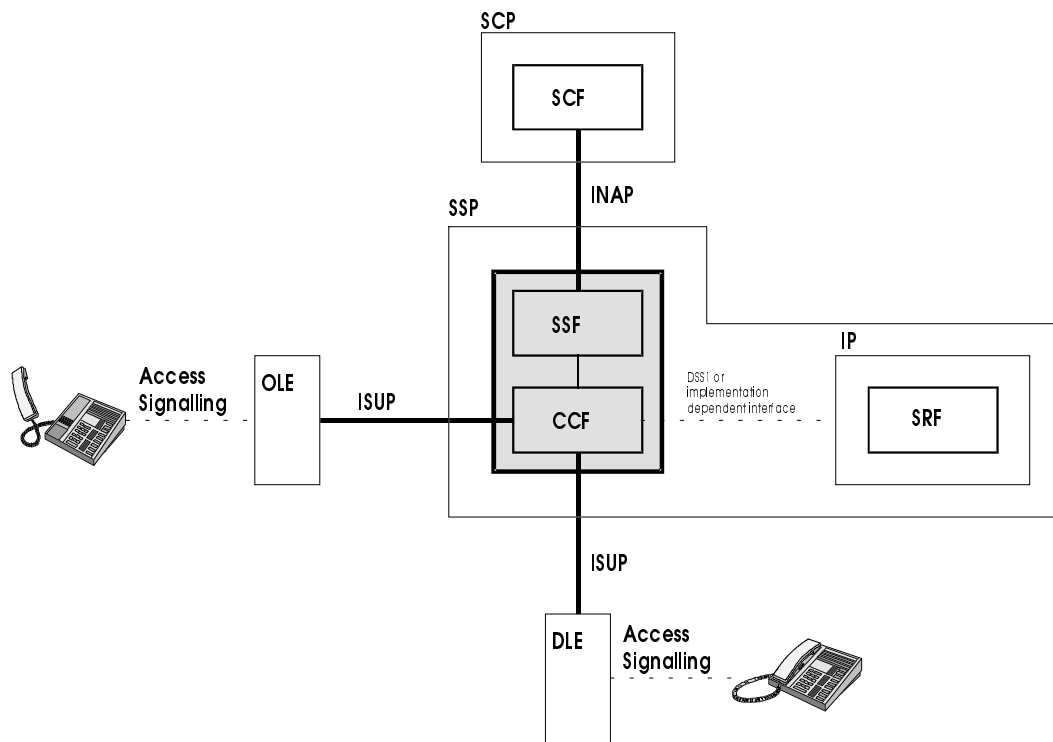 SCP
SCF
INAP
SSP
SSF
IP
Access
Signalling
OLE
ISUP
DSS1 or
implementation
dependent interface
CCF
SRF
ISUP
DLE
Access
Signalling